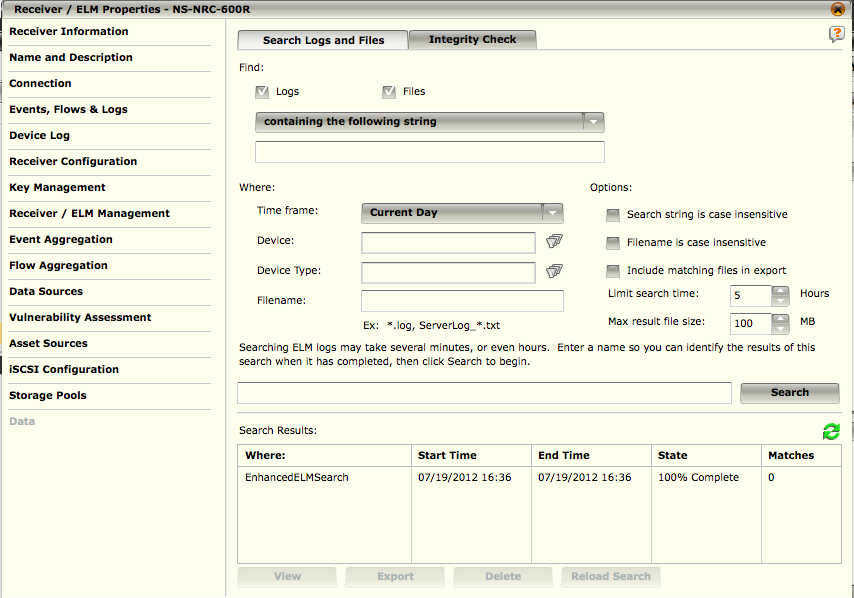 Receiver / ELM Properties - NS-NRC-600R
Receiver Information
Name and Description
Connection
Events, Flows & Logs
Device Log
Receiver Configuration
Key Management
Receiver / ELM Management
Event Aggregation
Flow Aggregation
Data Sources
Vulnerability Assessment
Asset Sources
iSCSI Configuration
Storage Pools
Data
Search Logs and Files
Integrity Check
?
Find:
Logs
Files
containing the following string
Where:
Time frame:
Current Day
Device:
Device Type:
Filename:
Ex: *.log, ServerLog_*.txt
Options:
Search string is case insensitive
Filename is case insensitive
Include matching files in export
Limit search time: 5 Hours
Max result file size: 100 MB
Searching ELM logs may take several minutes, or even hours. Enter a name so you can identify the results of this
search when it has completed, then click Search to begin.
Search
Search Results:
Where: Start Time End Time State Matches
EnhancedELMSearch 07/19/2012 16:36 07/19/2012 16:36 100% Complete 0
View
Export
Delete
Reload Search